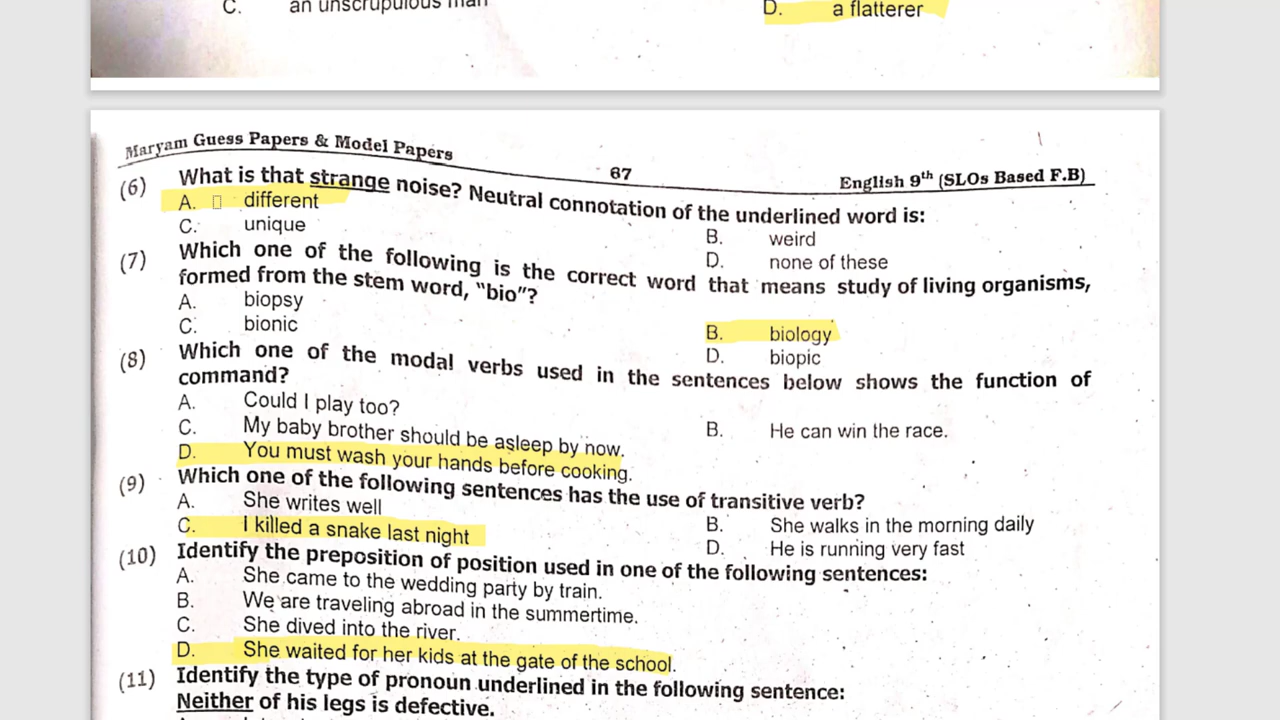 C. an unscrupulous man D. a flatterer
Maryam Guess Papers & Model Papers 67 English 9th (SLOs Based F.B)
(6) What is that strange noise? Neutral connotation of the underlined word is:
A. different B. weird
C. unique D. none of these
(7) Which one of the following is the correct word that means study of living organisms,
formed from the stem word, "bio"?
A. biopsy B. biology
C. bionic D. biopic
(8) Which one of the modal verbs used in the sentences below shows the function of
command?
A. Could I play too? B. He can win the race.
C. My baby brother should be asleep by now.
D. You must wash your hands before cooking.
(9) Which one of the following sentences has the use of transitive verb?
A. She writes well B. She walks in the morning daily
C. I killed a snake last night D. He is running very fast
(10) Identify the preposition of position used in one of the following sentences:
A. She came to the wedding party by train.
B. We are traveling abroad in the summertime.
C. She dived into the river.
D. She waited for her kids at the gate of the school.
(11) Identify the type of pronoun underlined in the following sentence:
Neither of his legs is defective.